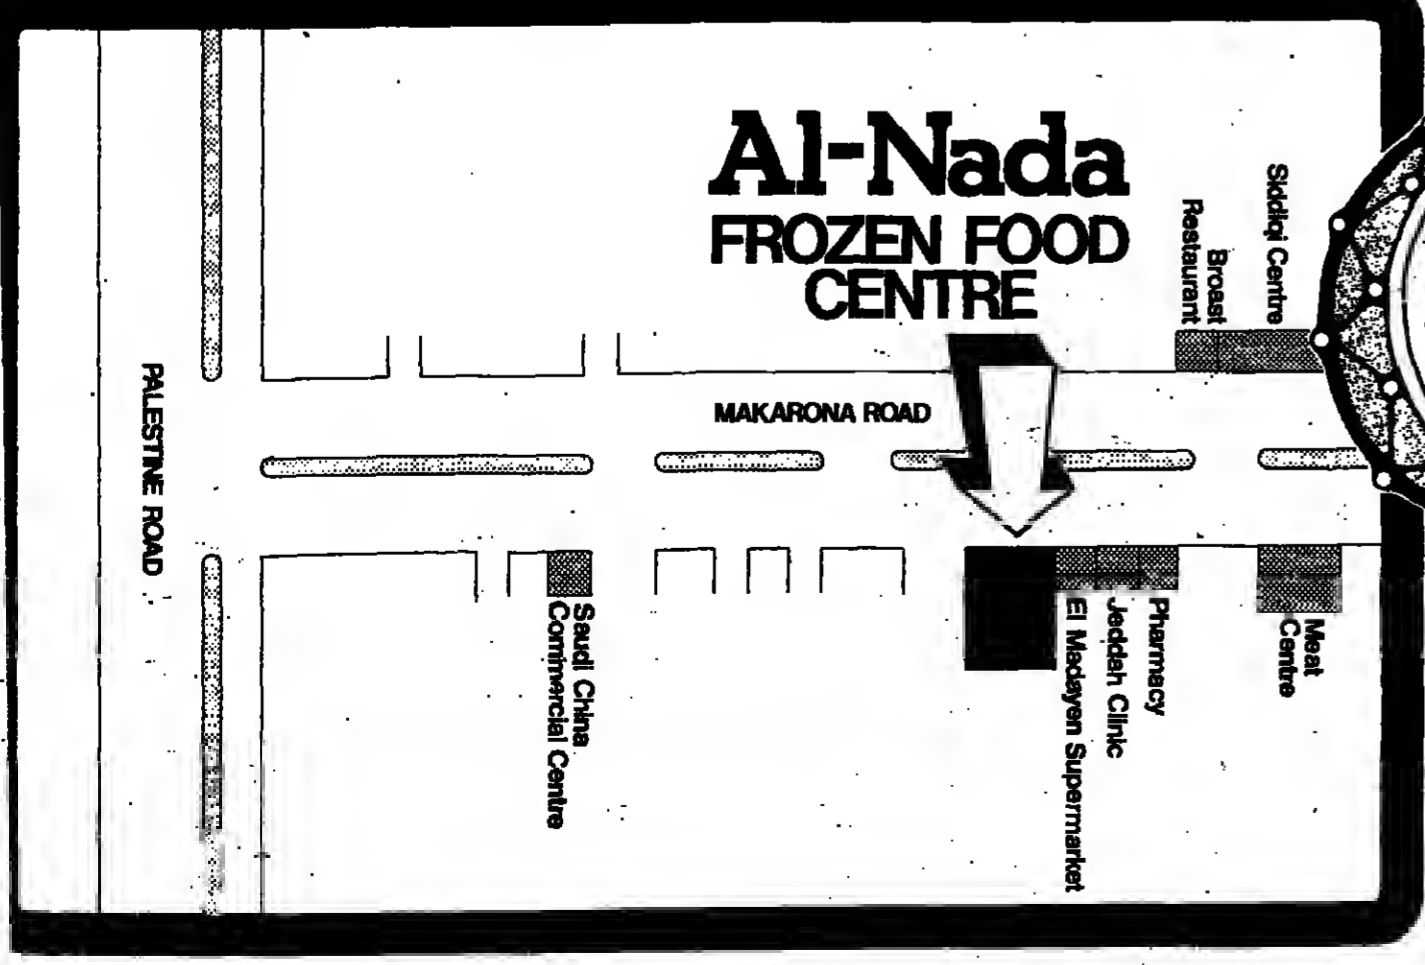 Al-Nada
FROZEN FOOD
CENTRE
Siddiqi Centre
Broast
Restaurant
MAKARONA ROAD
PALESTINE ROAD
Saudi China
Commercial Centre
El Madayen Supermarket
Jeddah Clinic
Pharmacy
Meat
Centre